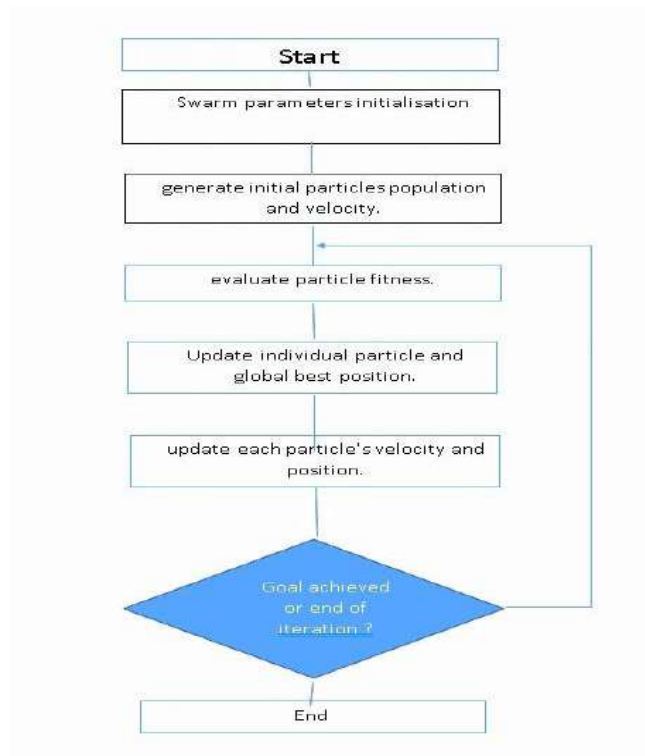 Start
Swarm parameters initialisation
generate initial particles population
and velocity.
evaluate particle fitness.
Update individual particle and
global best position.
update each particle's velocity and
position.
Goal achieved
or end of
iteration ?
End